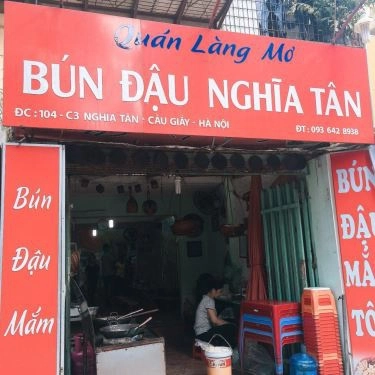 Quán Làng Mơ
BÚN ĐẬU NGHĨA TÂN
ĐC : 104 - C3 NGHĨA TÂN - CẦU GIẤY - HÀ NỘI
ĐT : 093 642 8938
Bún
Đậu
Mắm
BÚN
ĐẬU
MẮ
TÔ